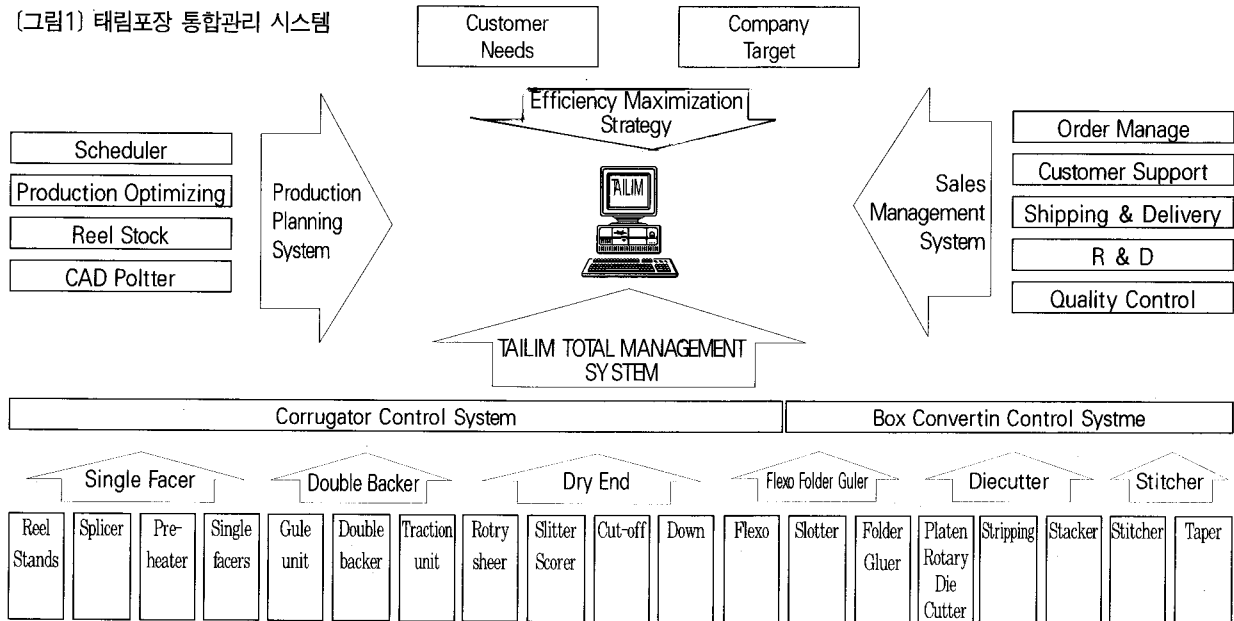 〔그림1〕 태림포장 통합관리 시스템
Customer
Needs
Company
Target
Efficiency Maximization
Strategy
Scheduler
Production Optimizing
Reel Stock
CAD Poltter
Production
Planning
System
TAILIM
Sales
Management
System
Order Manage
Customer Support
Shipping & Delivery
R & D
Quality Control
TAILIM TOTAL MANAGEMENT
SYSTEM
Corrugator Control System
Box Convertin Control Systme
Single Facer
Double Backer
Dry End
Flexo Folder Guler
Diecutter
Stitcher
Reel
Stands
Splicer
Pre-
heater
Single
facers
Gule
unit
Double
backer
Traction
unit
Rotry
sheer
Slitter
Scorer
Cut-off
Down
Flexo
Slotter
Folder
Gluer
Platen
Rotary
Die
Cutter
Stripping
Stacker
Stitcher
Taper